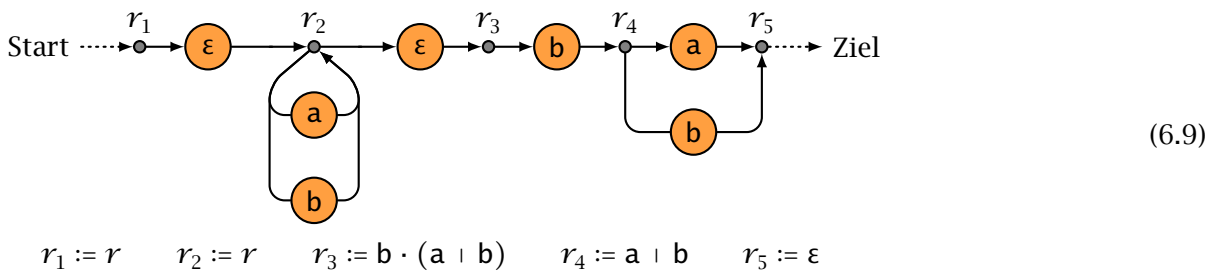 r₁ r₂ r₃ r₄ r₅
Start ε ε b a Ziel
a
b
b
(6.9)
r₁ := r r₂ := r r₃ := b · (a ı b) r₄ := a ı b r₅ := ε